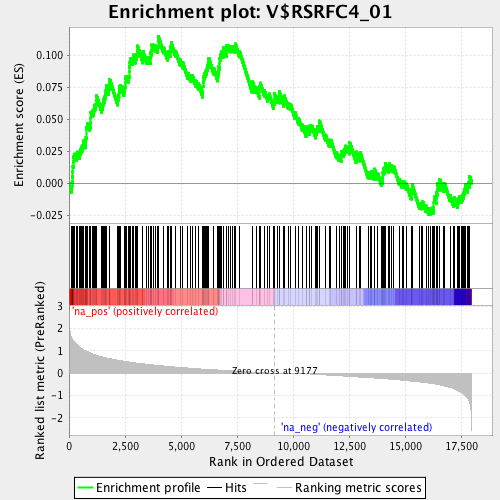 Enrichment plot: V$RSRFC4_01
Enrichment score (ES)
0.100
0.075
0.050
0.025
0.000
-0.025
Ranked list metric (PreRanked)
3
2
1
0
-1
-2
'na_pos' (positively correlated)
Zero cross at 9177
'na_neg' (negatively correlated)
0
2,500
5,000
7,500
10,000
12,500
15,000
17,500
Rank in Ordered Dataset
Enrichment profile
Hits
Ranking metric scores